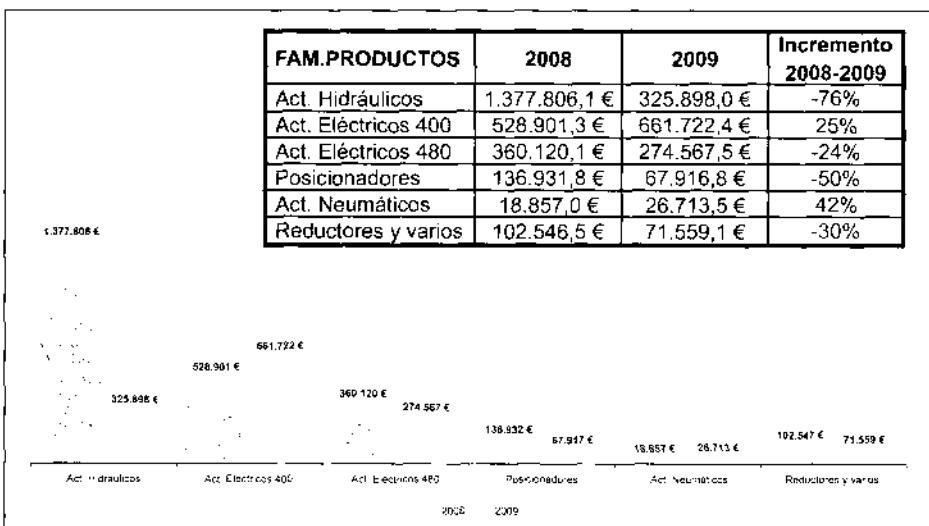 FAM.PRODUCTOS 2008 2009 Incremento 2008-2009
Act. Hidráulicos 1.377.806,1 € 325.898,0 € -76%
Act. Eléctricos 400 528.901,3 € 661.722,4 € 25%
Act. Eléctricos 480 360.120,1 € 274.567,5 € -24%
Posicionadores 136.931,8 € 67.916,8 € -50%
Act. Neumáticos 18.857,0 € 26.713,5 € 42%
Reductores y varios 102.546,5 € 71.559,1 € -30%
1.377.806 €
325.898 €
528.901 €
661.722 €
360.120 €
274.567 €
136.932 €
67.917 €
18.857 €
26.713 €
102.547 €
71.559 €
Act. Hidraulicos Act. Electricos 400 Act. Electricos 480 Posicionadores Act. Neumáticos Reductores y varios
2008 2009